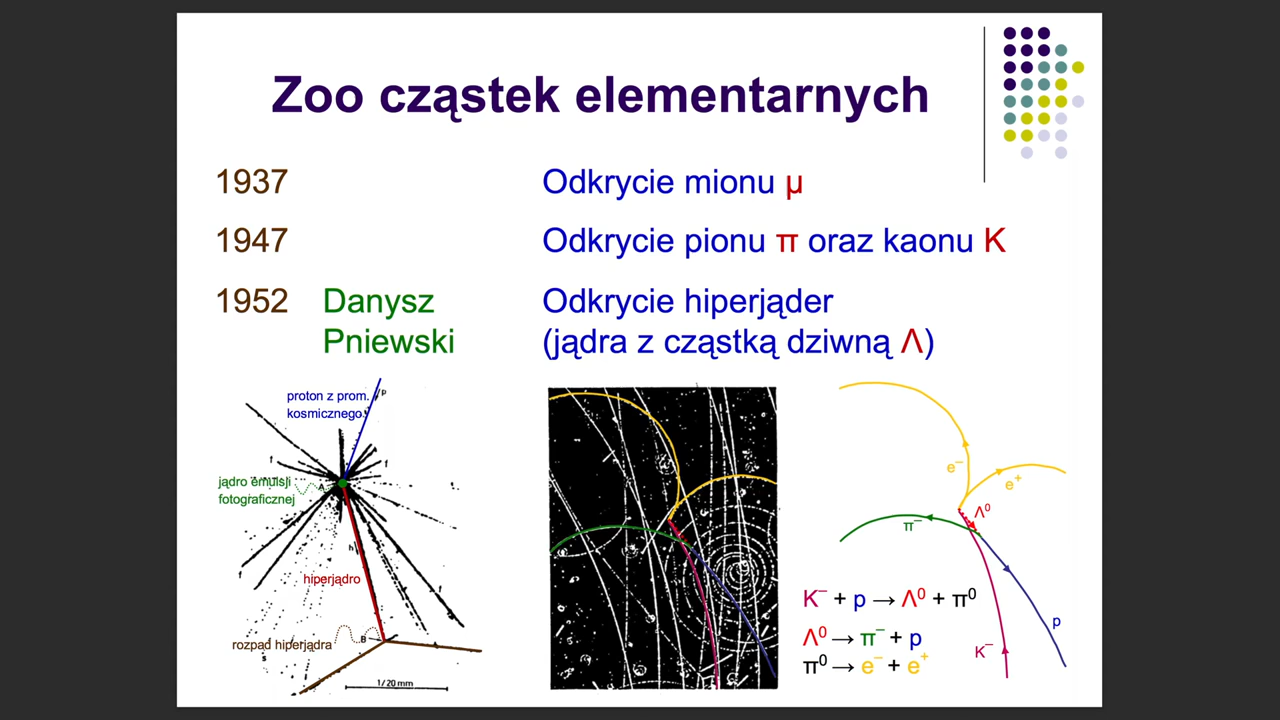 Zoo cząstek elementarnych
1937 Odkrycie mionu μ
1947 Odkrycie pionu π oraz kaonu K
1952 Danysz Odkrycie hiperjąder
Pniewski (jądra z cząstką dziwną Λ)
proton z prom.
kosmicznego
p
jądro emulsji
fotograficznej
f
f
A
h
hiperjądro
rozpad hiperjądra
B
s
1/20 mm
e⁻
e⁺
Λ⁰
π⁻
p
K⁻
K⁻ + p → Λ⁰ + π⁰
Λ⁰ → π⁻ + p
π⁰ → e⁻ + e⁺